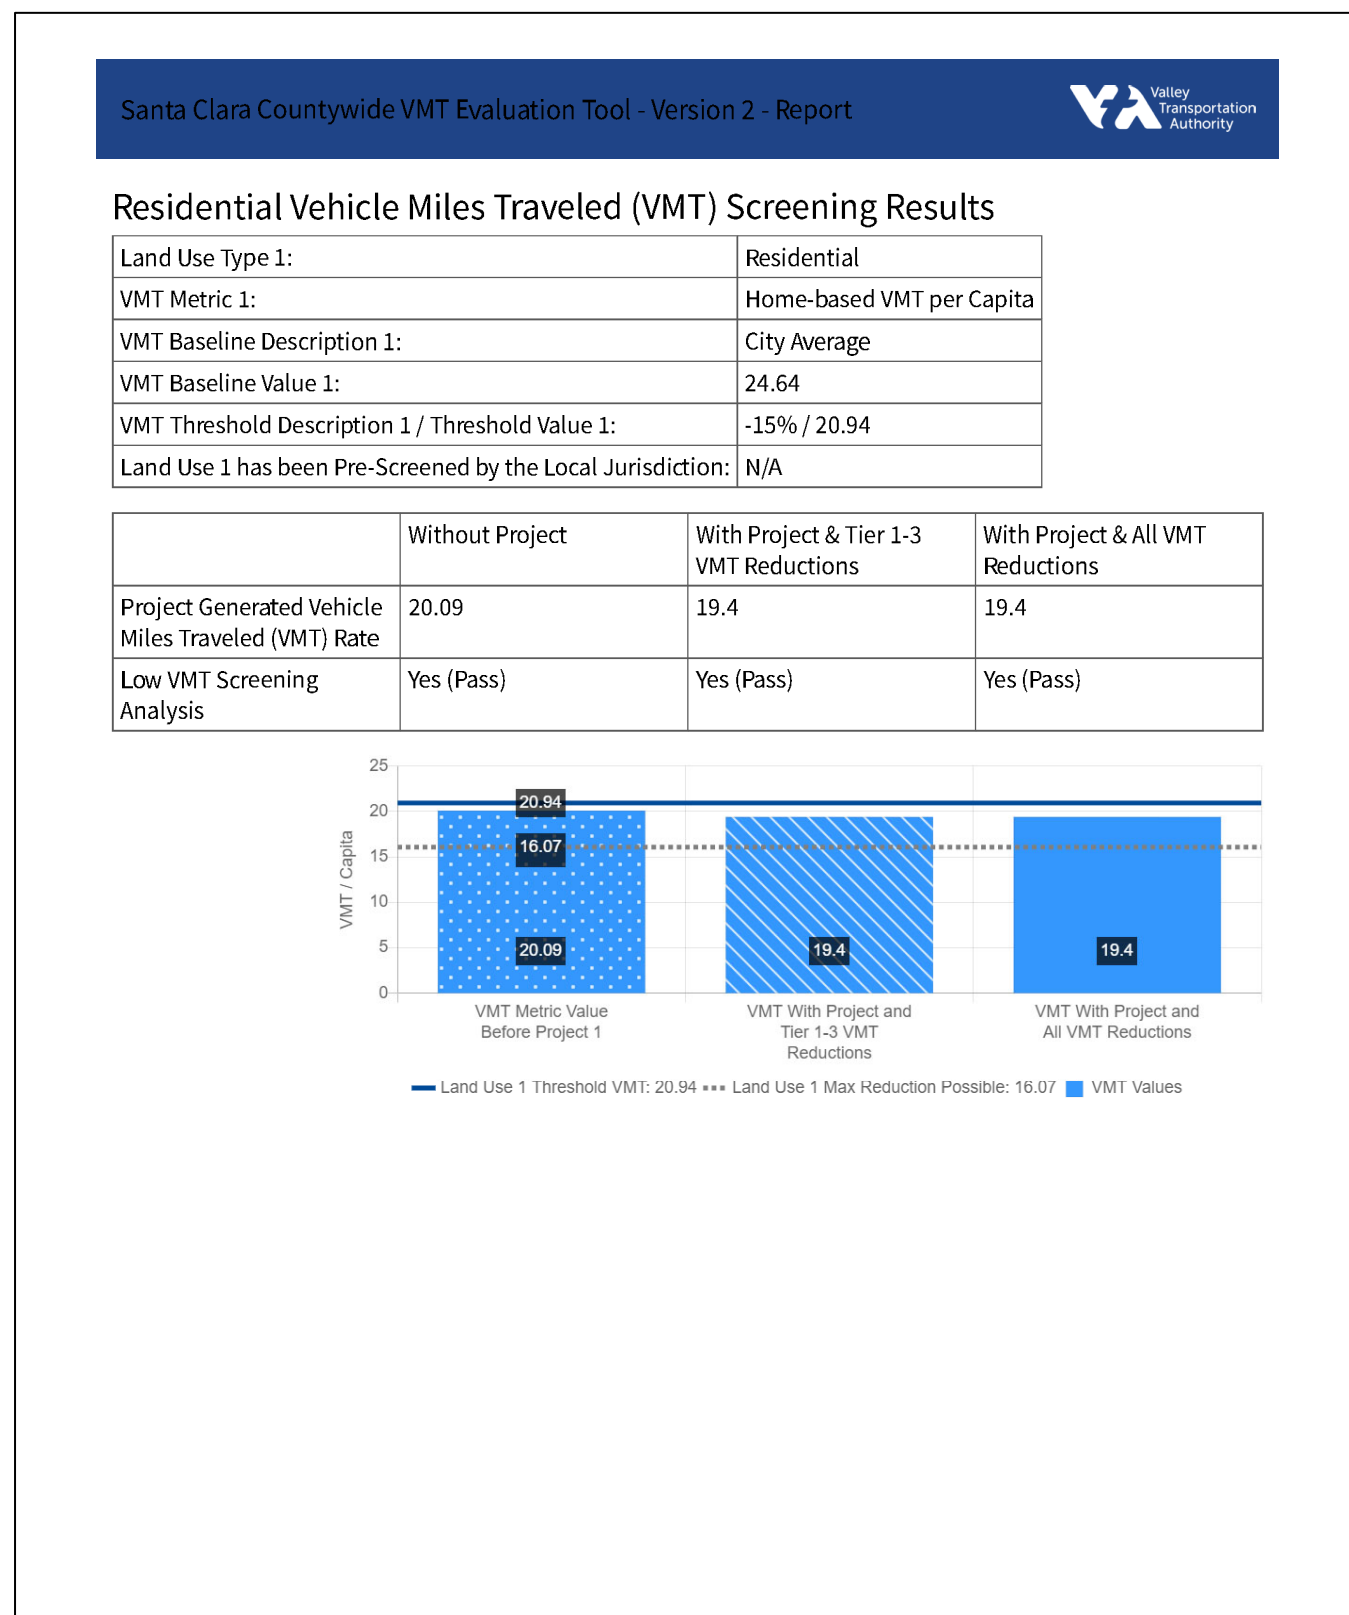 Santa Clara Countywide VMT Evaluation Tool - Version 2 - Report
Valley
Transportation
Authority
Residential Vehicle Miles Traveled (VMT) Screening Results
Land Use Type 1: Residential
VMT Metric 1: Home-based VMT per Capita
VMT Baseline Description 1: City Average
VMT Baseline Value 1: 24.64
VMT Threshold Description 1 / Threshold Value 1: -15% / 20.94
Land Use 1 has been Pre-Screened by the Local Jurisdiction: N/A
Without Project With Project & Tier 1-3 With Project & All VMT
VMT Reductions Reductions
Project Generated Vehicle 20.09 19.4 19.4
Miles Traveled (VMT) Rate
Low VMT Screening Yes (Pass) Yes (Pass) Yes (Pass)
Analysis
25
20
15
10
5
0
VMT / Capita
20.94
16.07
20.09 19.4 19.4
VMT Metric Value VMT With Project and VMT With Project and
Before Project 1 Tier 1-3 VMT All VMT Reductions
Reductions
Land Use 1 Threshold VMT: 20.94 Land Use 1 Max Reduction Possible: 16.07 VMT Values